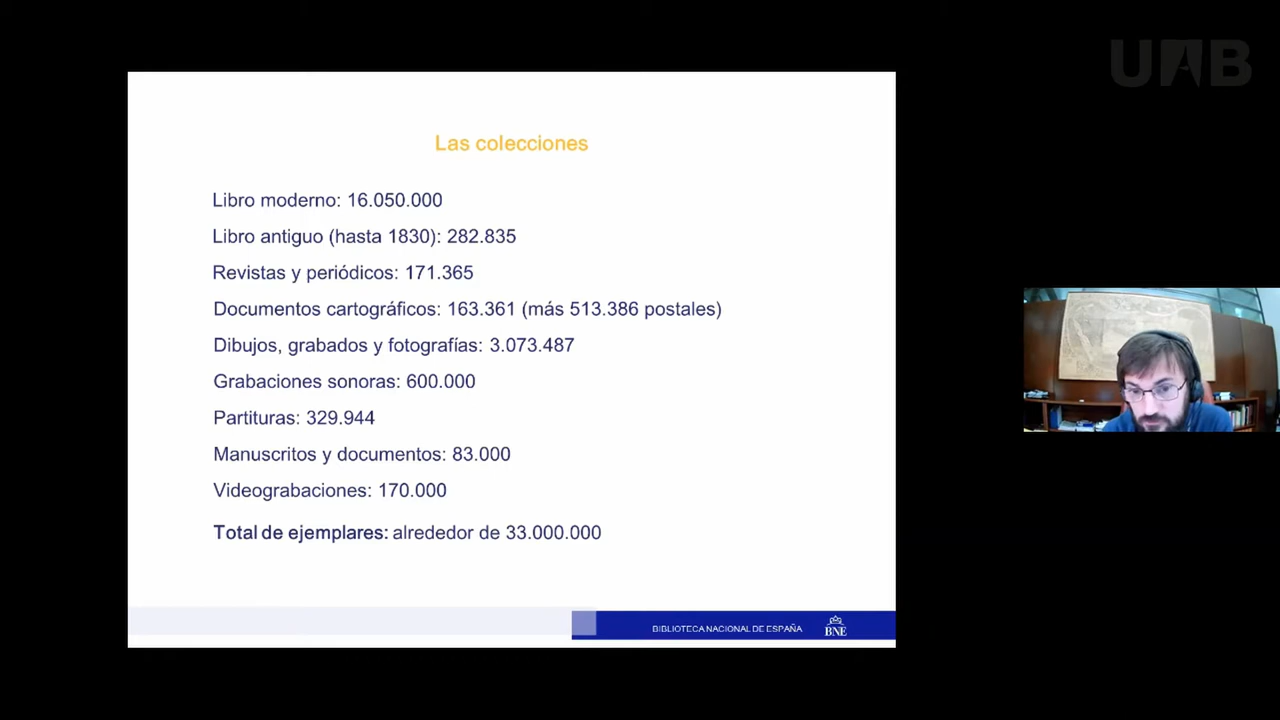 UAB
Las colecciones
Libro moderno: 16.050.000
Libro antiguo (hasta 1830): 282.835
Revistas y periódicos: 171.365
Documentos cartográficos: 163.361 (más 513.386 postales)
Dibujos, grabados y fotografías: 3.073.487
Grabaciones sonoras: 600.000
Partituras: 329.944
Manuscritos y documentos: 83.000
Videograbaciones: 170.000
Total de ejemplares: alrededor de 33.000.000
BIBLIOTECA NACIONAL DE ESPAÑA
BNE